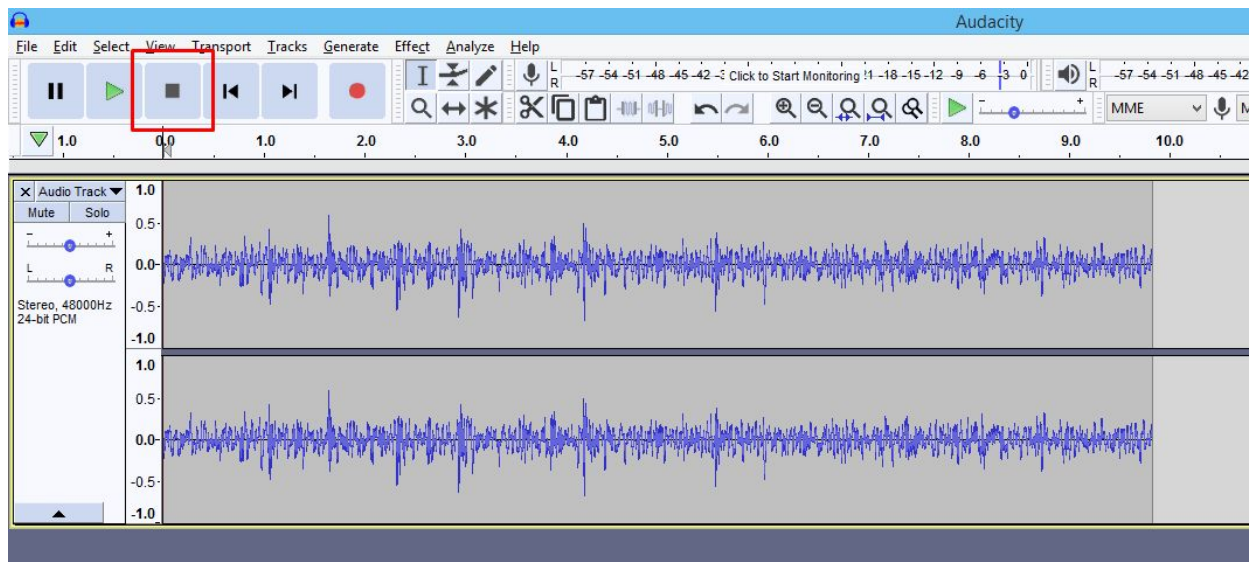 Audacity
File Edit Select View Transport Tracks Generate Effect Analyze Help
L -57 -54 -51 -48 -45 -42 -3 Click to Start Monitoring !1 -18 -15 -12 -9 -6 -3 0 L -57 -54 -51 -48 -45 -42
R R
- + MME
1.0 0.0 1.0 2.0 3.0 4.0 5.0 6.0 7.0 8.0 9.0 10.0
X Audio Track 1.0
Mute Solo
0.5
- +
L R 0.0
Stereo, 48000Hz -0.5
24-bit PCM
-1.0
1.0
0.5
0.0
-0.5
-1.0